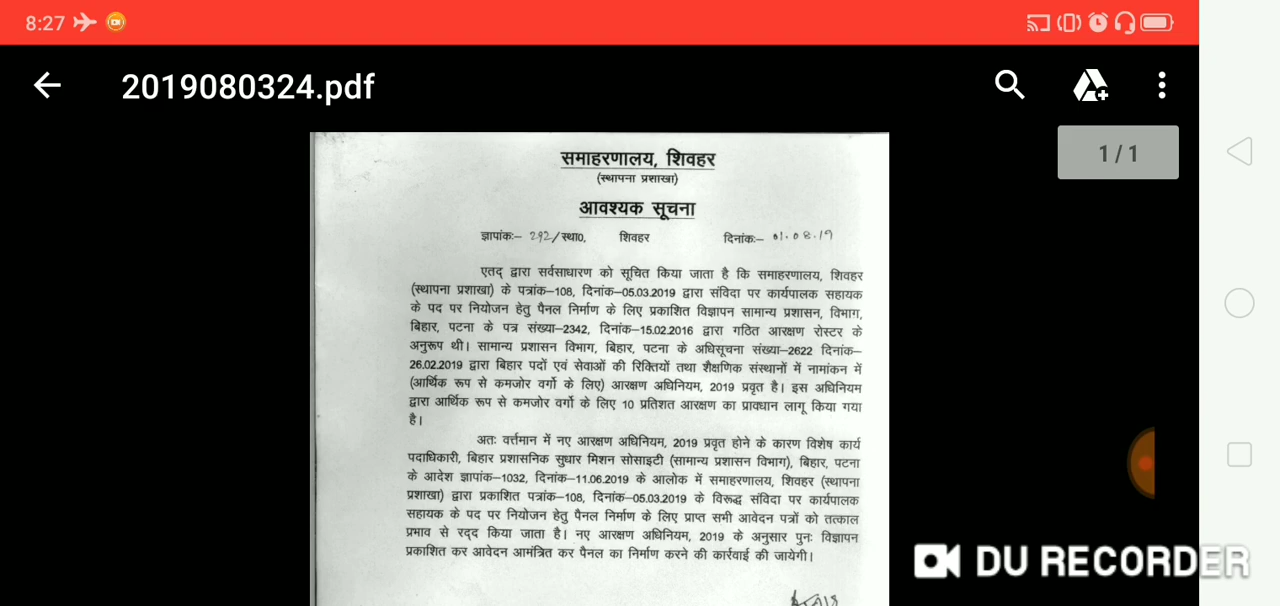 8:27
2019080324.pdf
1 / 1
समाहरणालय, शिवहर
(स्थापना प्रशाखा)
आवश्यक सूचना
ज्ञापांक:– 292/स्था0, शिवहर दिनांक:– 01.08.19
एतद् द्वारा सर्वसाधारण को सूचित किया जाता है कि समाहरणालय, शिवहर
(स्थापना प्रशाखा) के पत्रांक–108, दिनांक–05.03.2019 द्वारा संविदा पर कार्यपालक सहायक
के पद पर नियोजन हेतु पैनल निर्माण के लिए प्रकाशित विज्ञापन सामान्य प्रशासन, विभाग,
बिहार, पटना के पत्र संख्या–2342, दिनांक–15.02.2016 द्वारा गठित आरक्षण रोस्टर के
अनुरूप थी। सामान्य प्रशासन विभाग, बिहार, पटना के अधिसूचना संख्या–2622 दिनांक–
26.02.2019 द्वारा बिहार पदों एवं सेवाओं की रिक्तियों तथा शैक्षणिक संस्थानों में नामांकन में
(आर्थिक रूप से कमजोर वर्गो के लिए) आरक्षण अधिनियम, 2019 प्रवृत है। इस अधिनियम
द्वारा आर्थिक रूप से कमजोर वर्गो के लिए 10 प्रतिशत आरक्षण का प्रावधान लागू किया गया
है।
अतः वर्त्तमान में नए आरक्षण अधिनियम, 2019 प्रवृत होने के कारण विशेष कार्य
पदाधिकारी, बिहार प्रशासनिक सुधार मिशन सोसाइटी (सामान्य प्रशासन विभाग), बिहार, पटना
के आदेश ज्ञापांक–1032, दिनांक–11.06.2019 के आलोक में समाहरणालय, शिवहर (स्थापना
प्रशाखा) द्वारा प्रकाशित पत्रांक–108, दिनांक–05.03.2019 के विरूद्ध संविदा पर कार्यपालक
सहायक के पद पर नियोजन हेतु पैनल निर्माण के लिए प्राप्त सभी आवेदन पत्रों को तत्काल
प्रभाव से रद्द किया जाता है। नए आरक्षण अधिनियम, 2019 के अनुसार पुनः विज्ञापन
प्रकाशित कर आवेदन आमंत्रित कर पैनल का निर्माण करने की कार्रवाई की जायेगी।
DU RECORDER